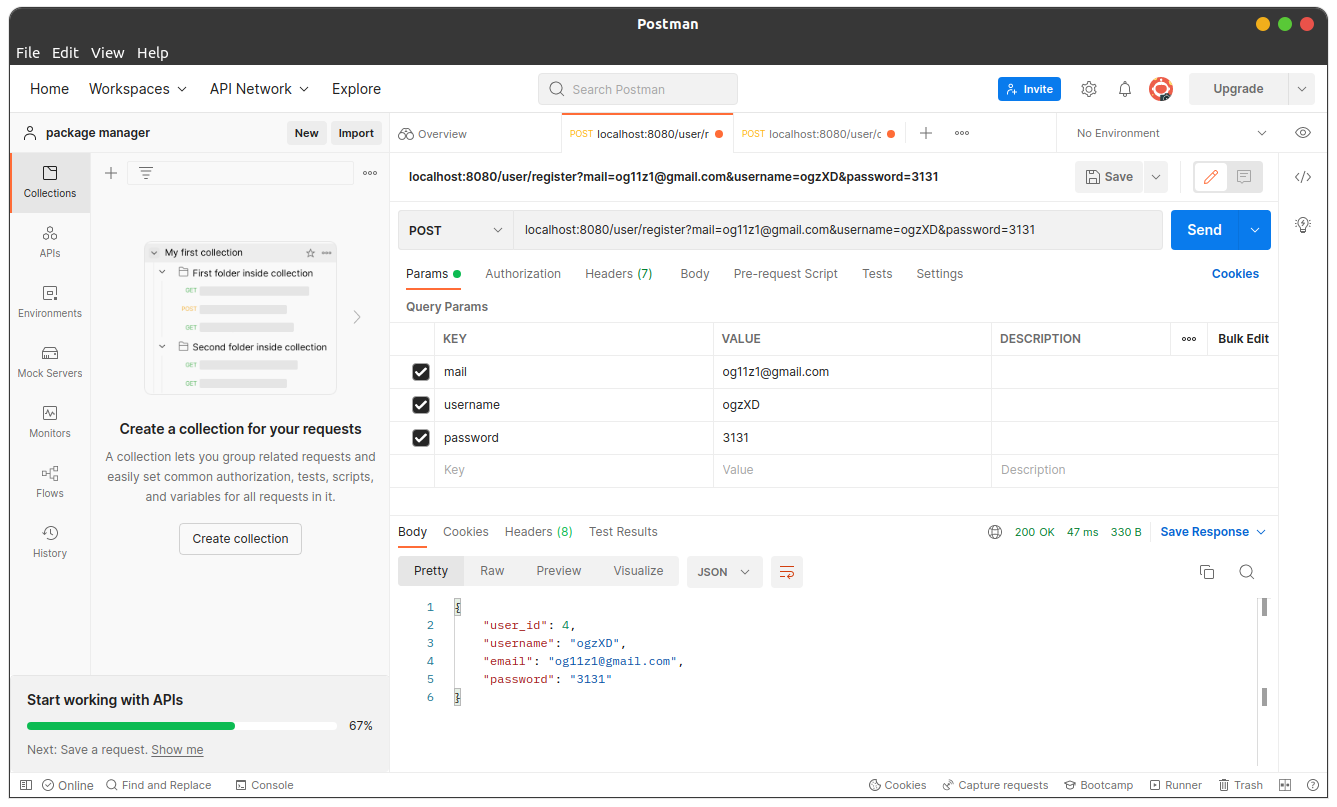 Postman
File Edit View Help
Home Workspaces API Network Explore Search Postman Invite Upgrade
package manager New Import
Overview POST localhost:8080/user/r POST localhost:8080/user/c No Environment
Collections
APIs
Environments
Mock Servers
Monitors
Flows
History
My first collection
First folder inside collection
GET
POST
GET
Second folder inside collection
GET
GET
Create a collection for your requests
A collection lets you group related requests and
easily set common authorization, tests, scripts,
and variables for all requests in it.
Create collection
Start working with APIs
67%
Next: Save a request. Show me
localhost:8080/user/register?mail=og11z1@gmail.com&username=ogzXD&password=3131 Save
POST localhost:8080/user/register?mail=og11z1@gmail.com&username=ogzXD&password=3131 Send
Params Authorization Headers (7) Body Pre-request Script Tests Settings Cookies
Query Params
KEY VALUE DESCRIPTION Bulk Edit
mail og11z1@gmail.com
username ogzXD
password 3131
Key Value Description
Body Cookies Headers (8) Test Results 200 OK 47 ms 330 B Save Response
Pretty Raw Preview Visualize JSON
1 {
2 "user_id": 4,
3 "username": "ogzXD",
4 "email": "og11z1@gmail.com",
5 "password": "3131"
6 }
Online Find and Replace Console Cookies Capture requests Bootcamp Runner Trash